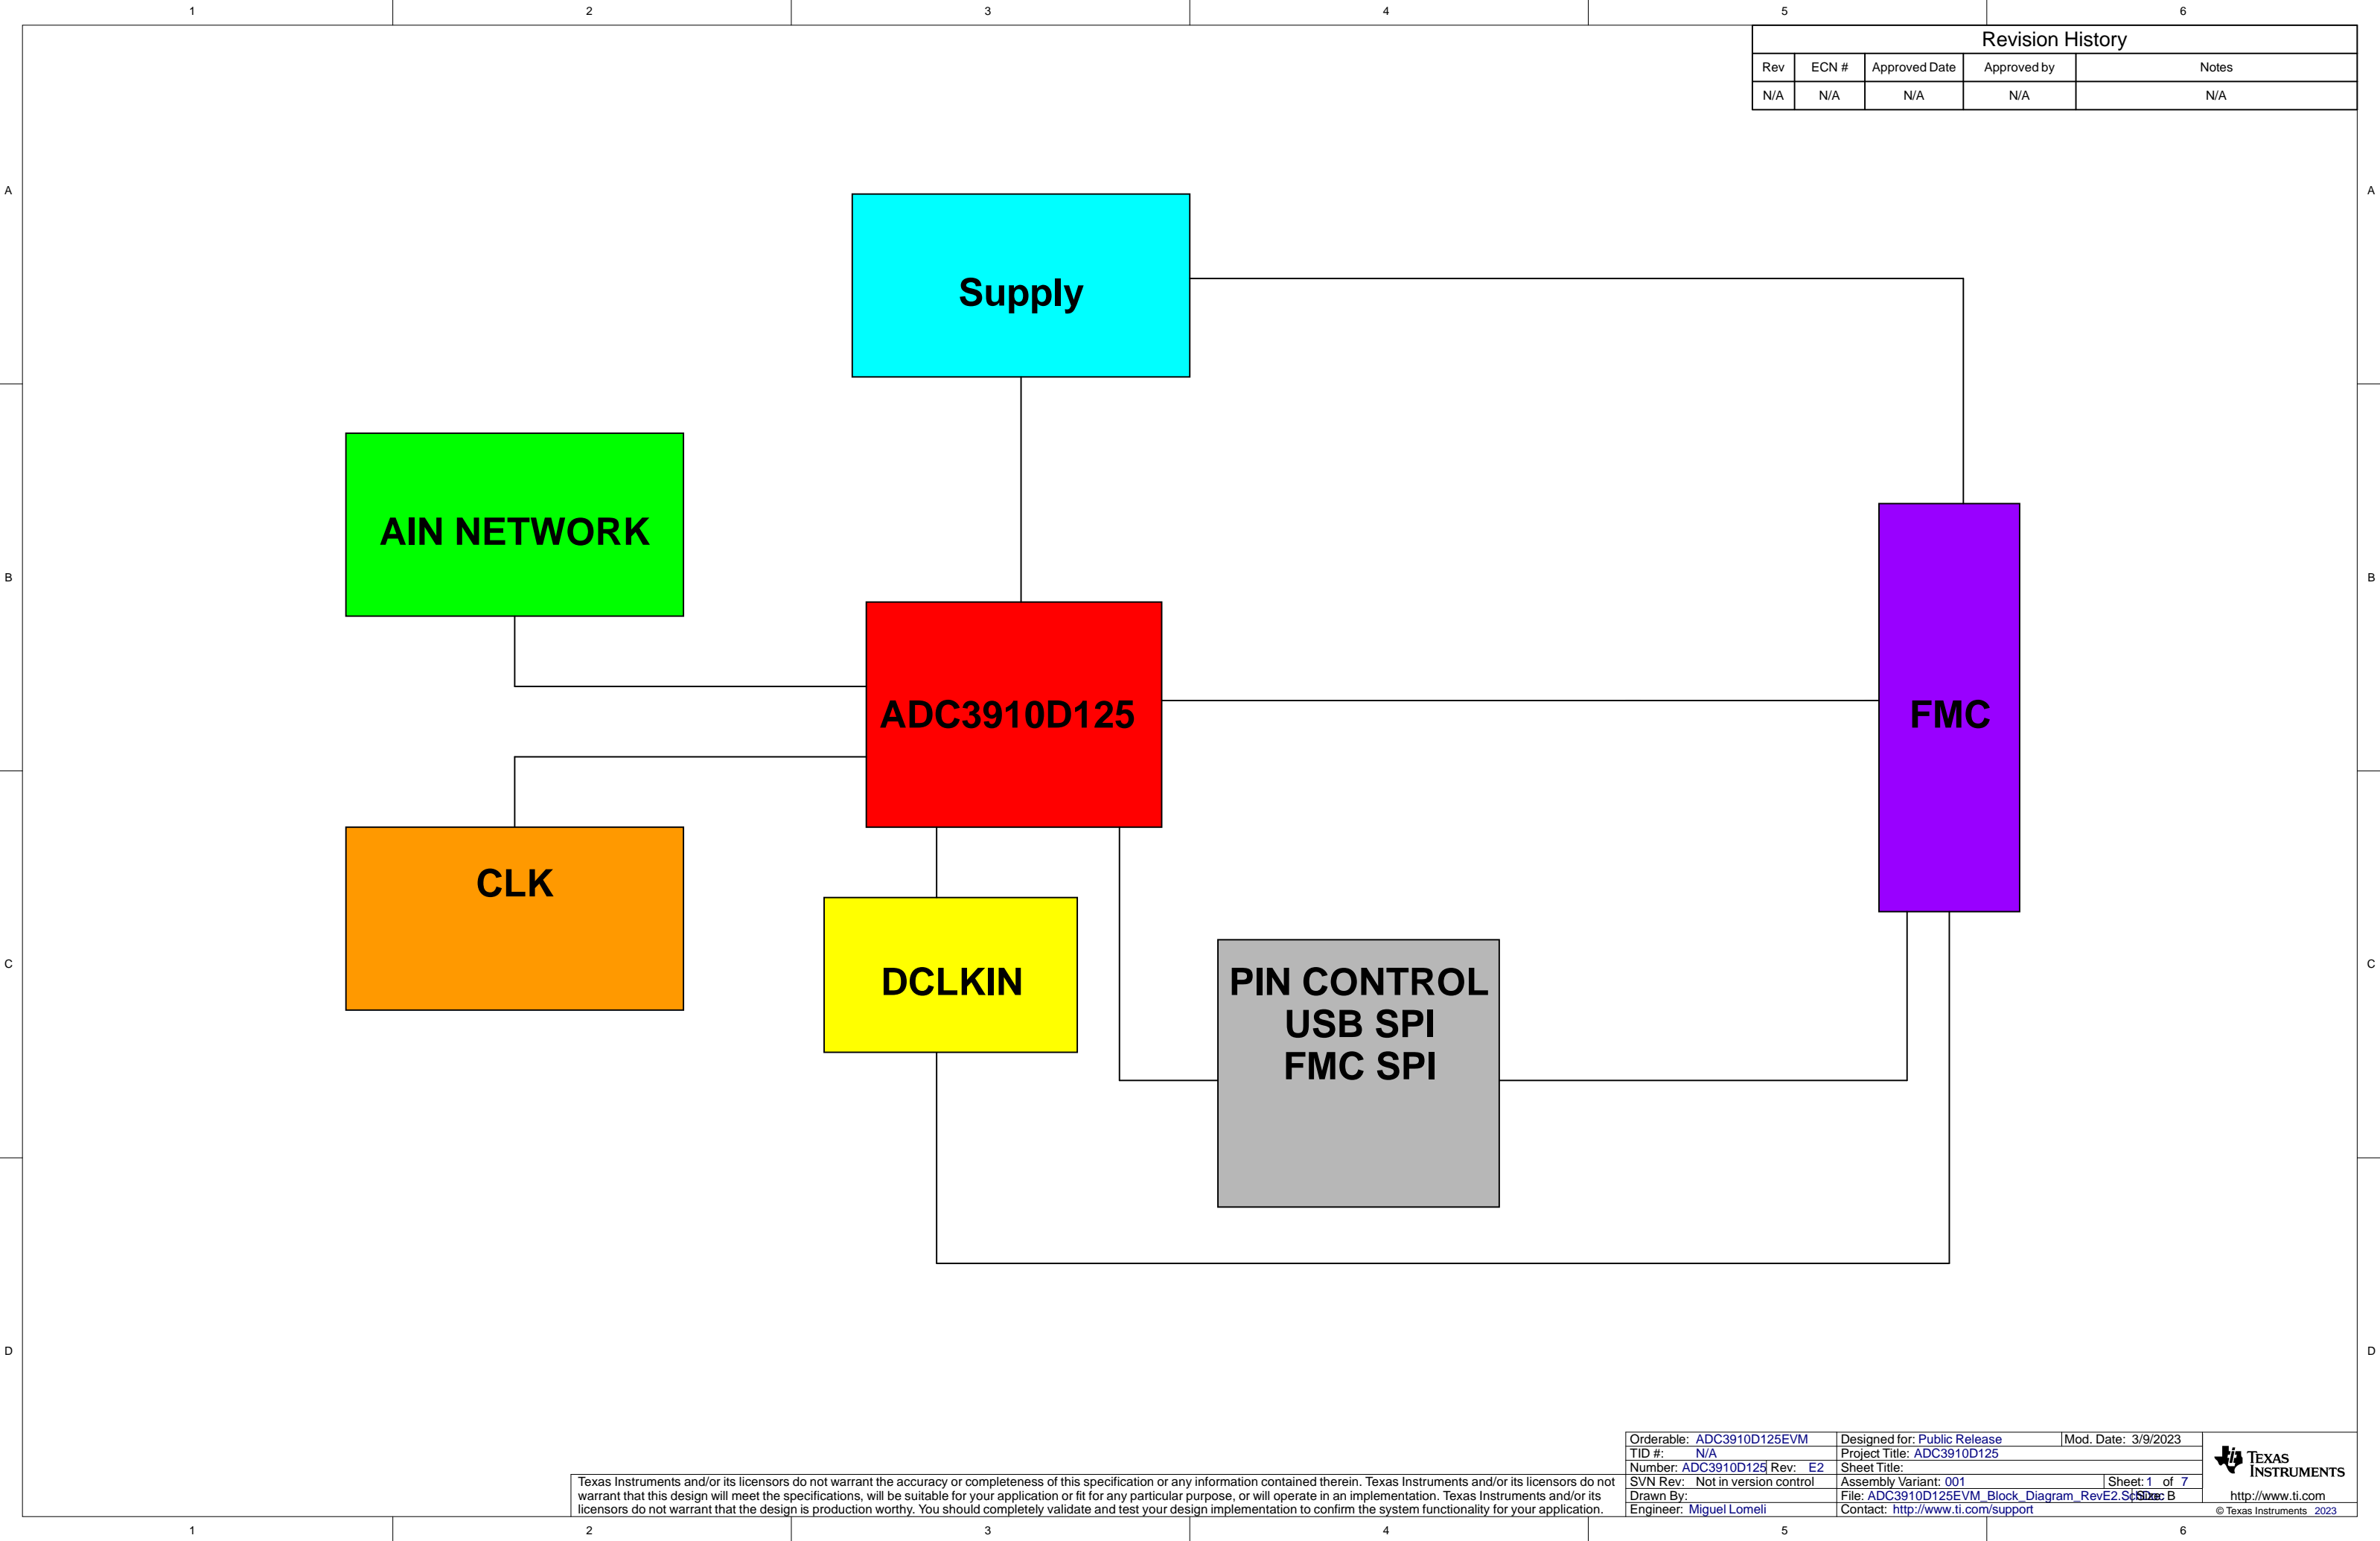 1 2 3 4 5 6
Revision History
Rev ECN # Approved Date Approved by Notes
N/A N/A N/A N/A N/A
A A
Supply
AIN NETWORK
B B
ADC3910D125
FMC
CLK
C C
DCLKIN
PIN CONTROL
USB SPI
FMC SPI
D D
Orderable: ADC3910D125EVM Designed for: Public Release Mod. Date: 3/9/2023
TID #: N/A Project Title: ADC3910D125
Number: ADC3910D125 Rev: E2 Sheet Title:
SVN Rev: Not in version control Assembly Variant: 001 Sheet: 1 of 7
Drawn By: File: ADC3910D125EVM_Block_Diagram_RevE2.SchDoc Size: B
Engineer: Miguel Lomeli Contact: http://www.ti.com/support
TEXAS
INSTRUMENTS
http://www.ti.com
© Texas Instruments 2023
Texas Instruments and/or its licensors do not warrant the accuracy or completeness of this specification or any information contained therein. Texas Instruments and/or its licensors do not
warrant that this design will meet the specifications, will be suitable for your application or fit for any particular purpose, or will operate in an implementation. Texas Instruments and/or its
licensors do not warrant that the design is production worthy. You should completely validate and test your design implementation to confirm the system functionality for your application.
1 2 3 4 5 6